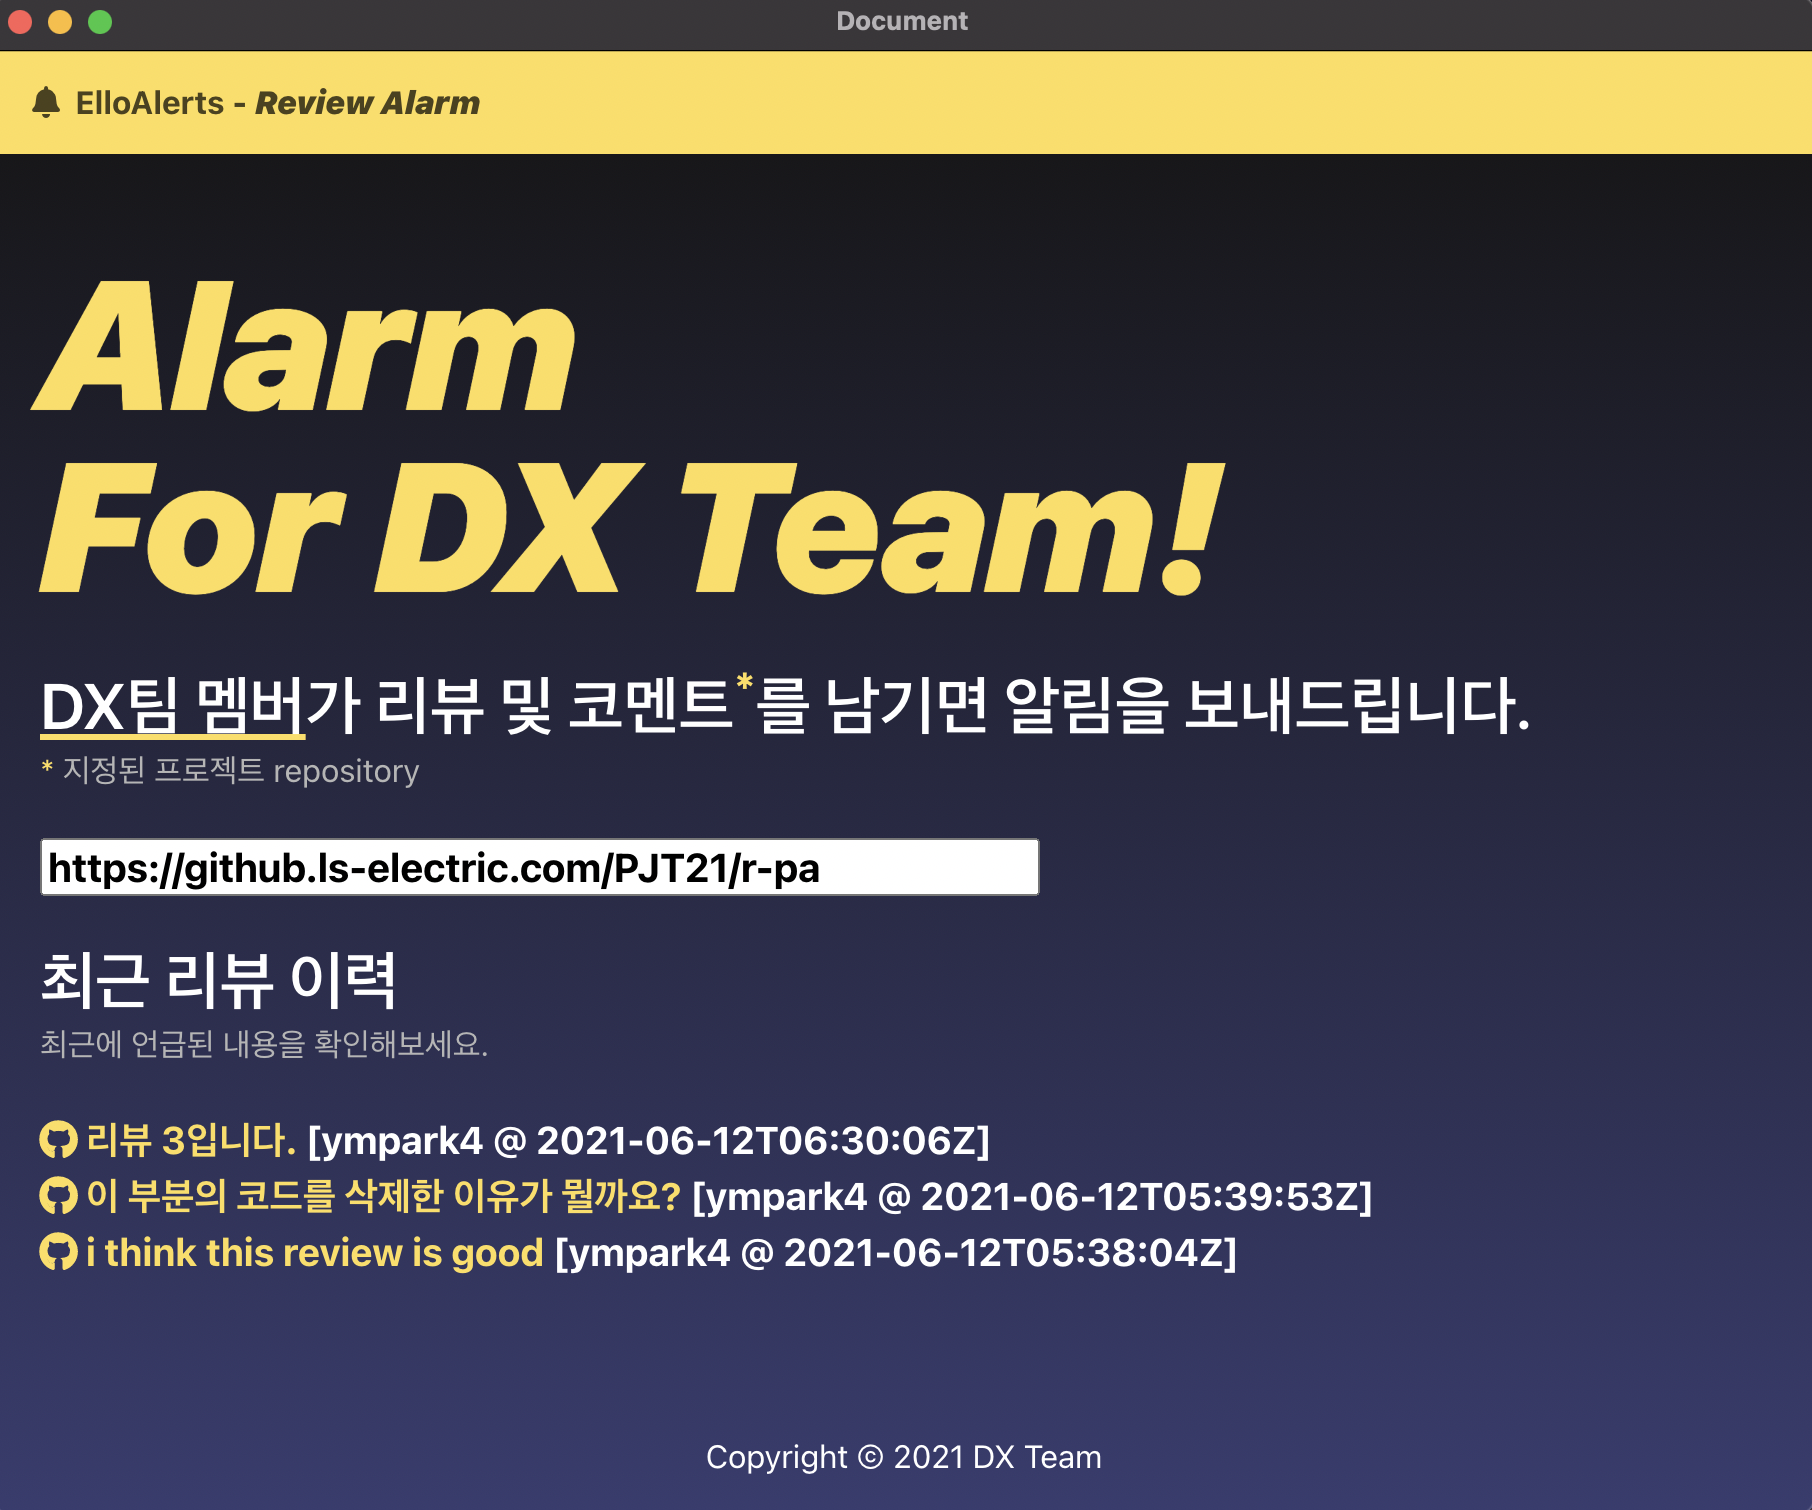 Document
ElloAlerts - Review Alarm
Alarm
For DX Team!
DX팀 멤버가 리뷰 및 코멘트*를 남기면 알림을 보내드립니다.
* 지정된 프로젝트 repository
https://github.ls-electric.com/PJT21/r-pa
최근 리뷰 이력
최근에 언급된 내용을 확인해보세요.
리뷰 3입니다. [ympark4 @ 2021-06-12T06:30:06Z]
이 부분의 코드를 삭제한 이유가 뭘까요? [ympark4 @ 2021-06-12T05:39:53Z]
i think this review is good [ympark4 @ 2021-06-12T05:38:04Z]
Copyright © 2021 DX Team